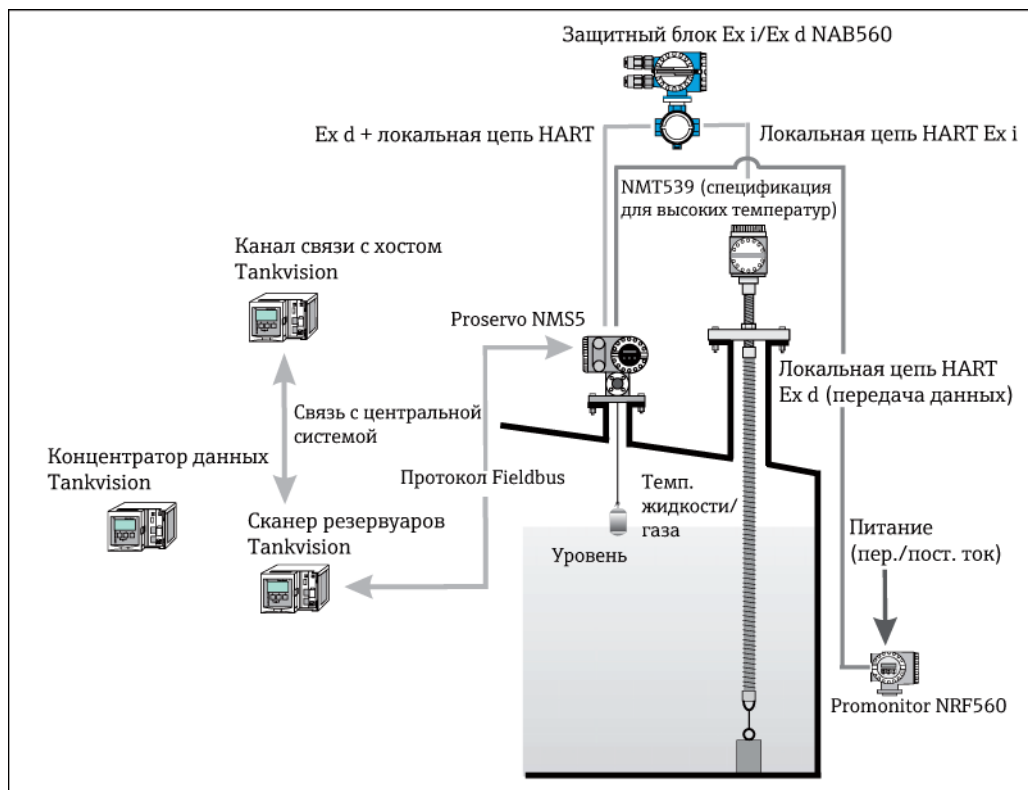 Защитный блок Ex i/Ex d NAB560
Ex d + локальная цепь HART
Локальная цепь HART Ex i
NMT539 (спецификация
для высоких температур)
Канал связи с хостом
Tankvision
Proservo NMS5
Локальная цепь HART
Ex d (передача данных)
Связь с центральной
системой
Концентратор данных
Tankvision
Протокол Fieldbus
Темп.
жидкости/
газа
Сканер резервуаров
Tankvision
Уровень
Питание
(пер./пост. ток)
Promonitor NRF560